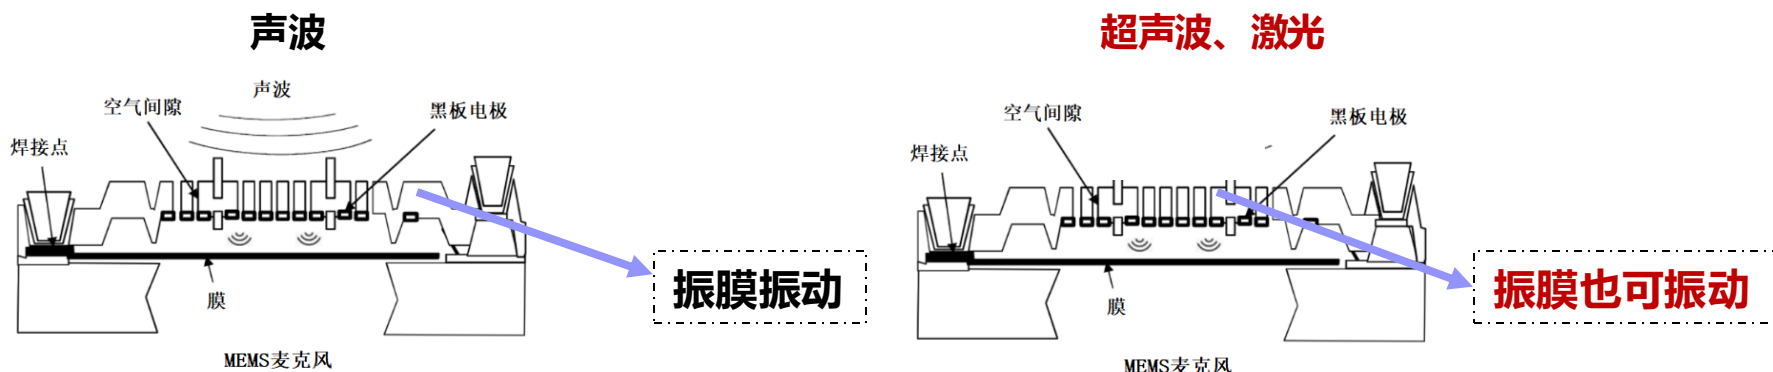 声波
声波
空气间隙
黑板电极
焊接点
振膜振动
膜
MEMS麦克风
超声波、激光
空气间隙
黑板电极
焊接点
振膜也可振动
膜
MEMS麦克风